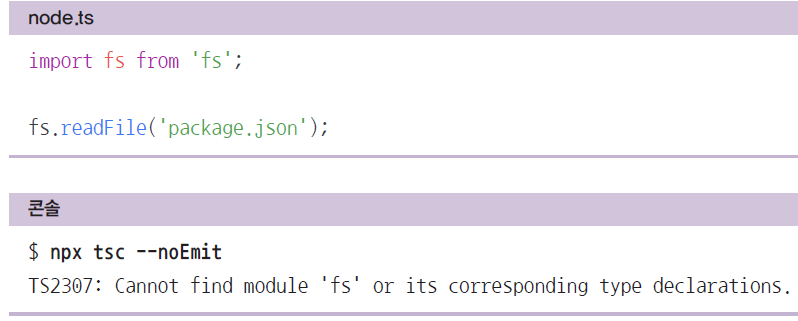 node.ts
import fs from 'fs';
fs.readFile('package.json');
콘솔
$ npx tsc --noEmit
TS2307: Cannot find module 'fs' or its corresponding type declarations.